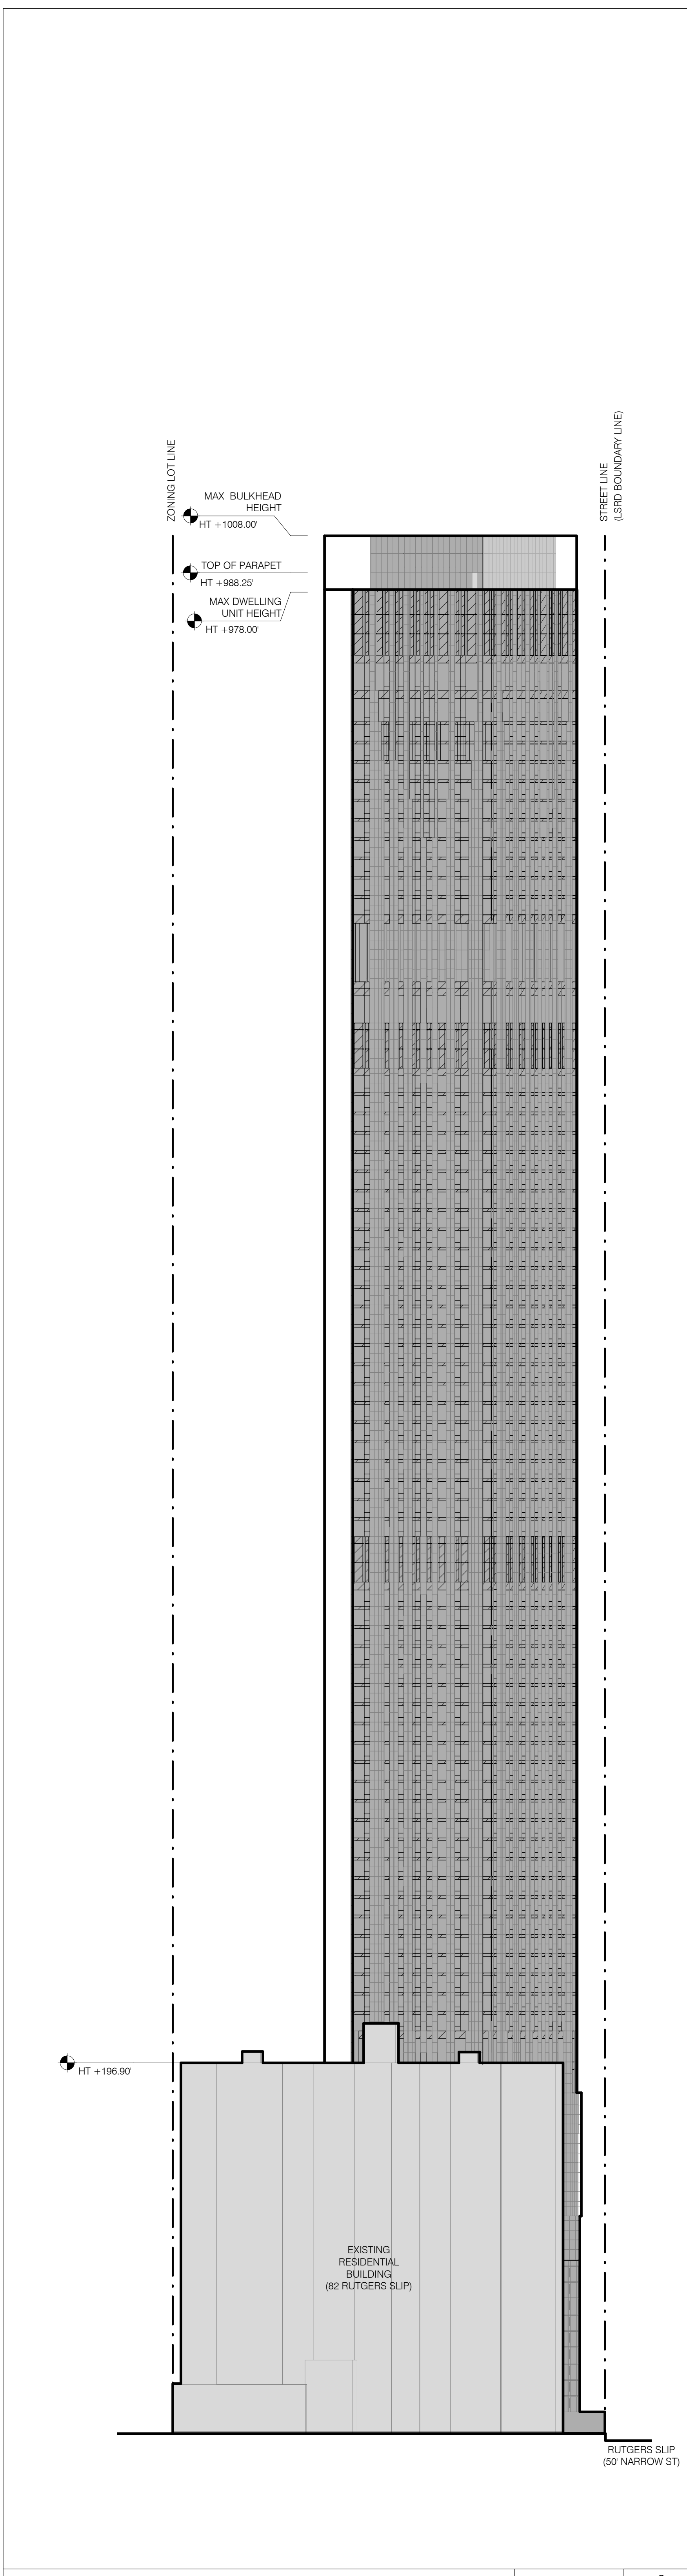 ZONING LOT LINE
STREET LINE
(LSRD BOUNDARY LINE)
MAX BULKHEAD
HEIGHT
HT +1008.00'
TOP OF PARAPET
HT +988.25'
MAX DWELLING
UNIT HEIGHT
HT +978.00'
HT +196.90'
EXISTING
RESIDENTIAL
BUILDING
(82 RUTGERS SLIP)
RUTGERS SLIP
(50' NARROW ST)